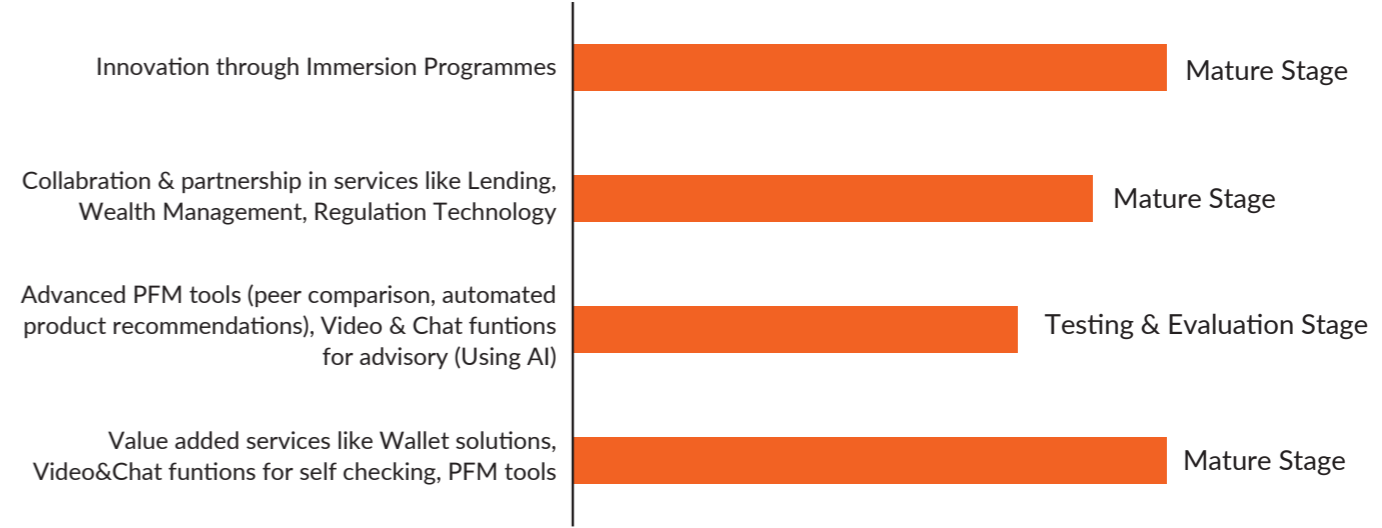 Innovation through Immersion Programmes
Mature Stage
Collabration & partnership in services like Lending,
Wealth Management, Regulation Technology
Mature Stage
Advanced PFM tools (peer comparison, automated
product recommendations), Video & Chat funtions
for advisory (Using AI)
Testing & Evaluation Stage
Value added services like Wallet solutions,
Video&Chat funtions for self checking, PFM tools
Mature Stage